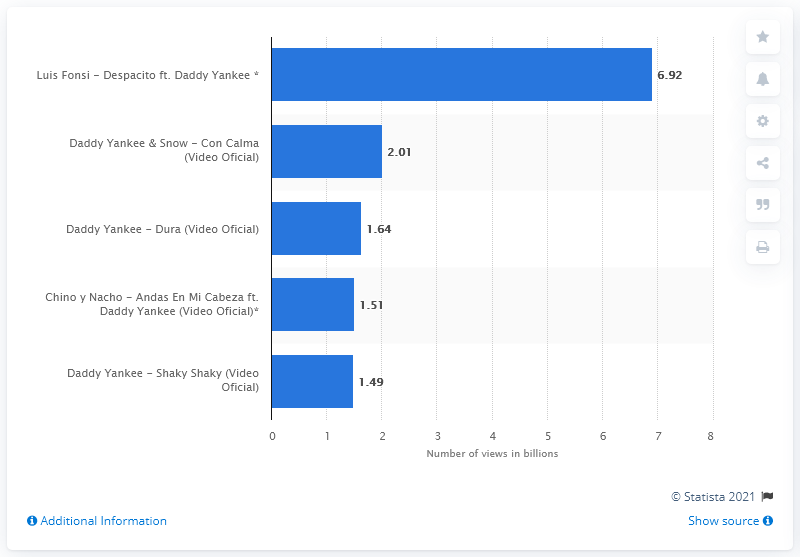 Luis Fonsi – Despacito ft. Daddy Yankee *
6.92
Daddy Yankee & Snow – Con Calma
(Video Oficial)
2.01
Daddy Yankee – Dura (Video Oficial)
1.64
Chino y Nacho – Andas En Mi Cabeza ft.
Daddy Yankee (Video Oficial)*
1.51
Daddy Yankee – Shaky Shaky (Video
Oficial)
1.49
0 1 2 3 4 5 6 7 8
Number of views in billions
© Statista 2021
Additional Information
Show source